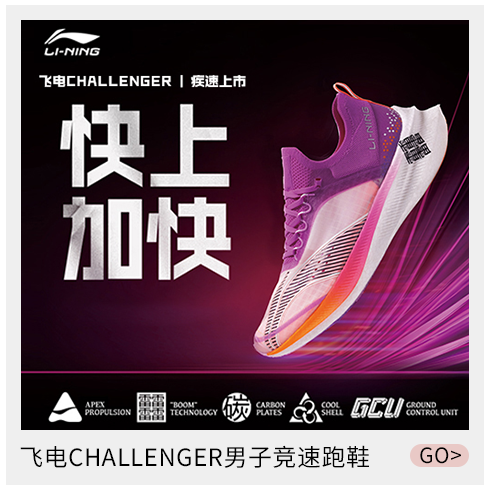 LI-NING
飞电CHALLENGER | 疾速上市
快上
加快
LI-NING
APEX PROPULSION
"BOOM" TECHNOLOGY
碳 CARBON PLATES
COOL SHELL
GCU GROUND CONTROL UNIT
飞电CHALLENGER男子竞速跑鞋 GO>